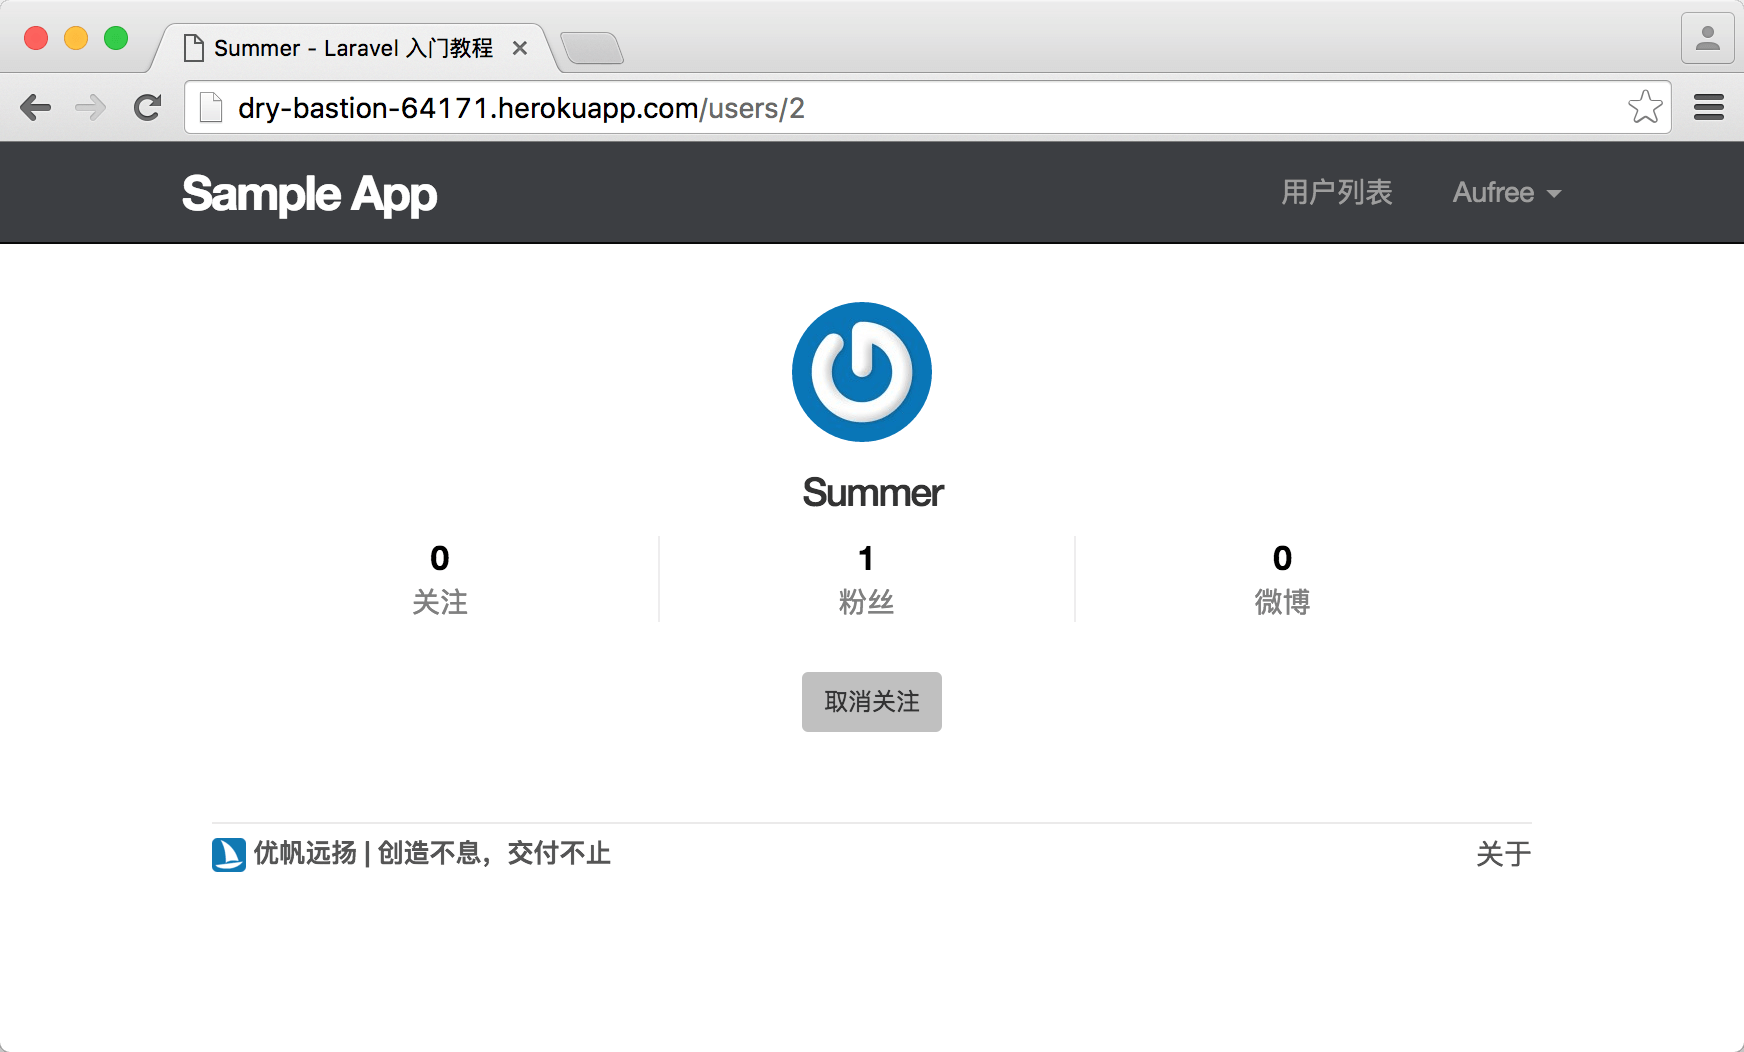 Summer - Laravel 入门教程
dry-bastion-64171.herokuapp.com/users/2
Sample App
用户列表
Aufree
Summer
0
关注
1
粉丝
0
微博
取消关注
优帆远扬 | 创造不息，交付不止
关于